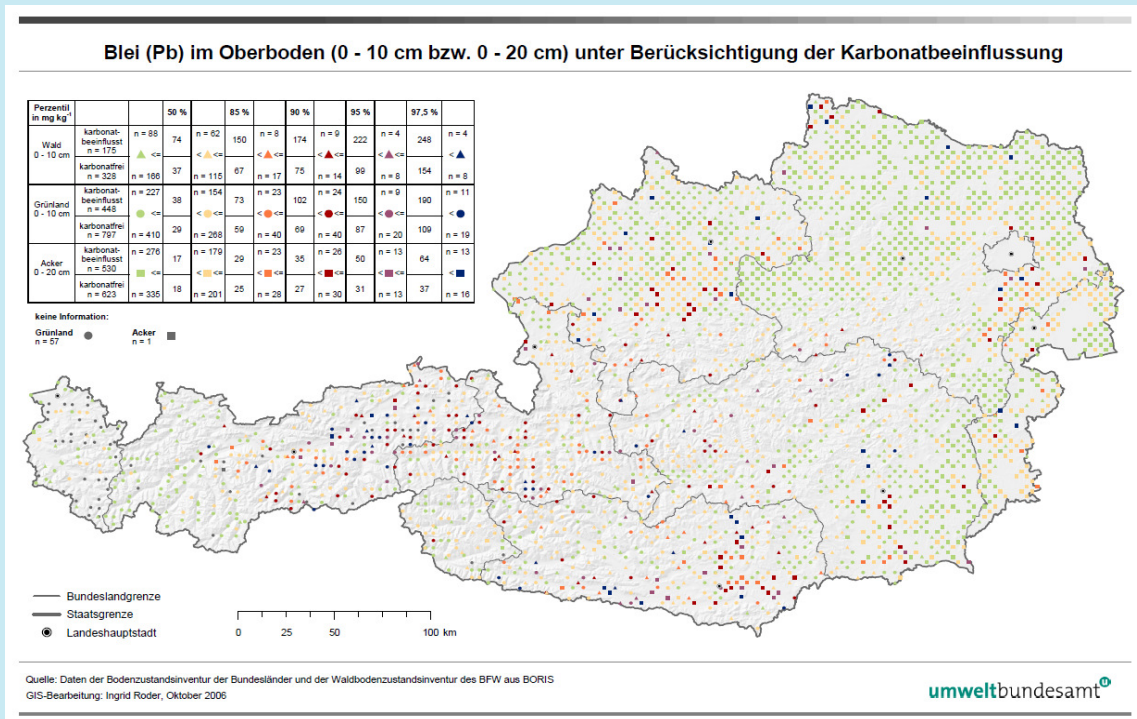 Blei (Pb) im Oberboden (0 - 10 cm bzw. 0 - 20 cm) unter Berücksichtigung der Karbonatbeeinflussung
Perzentil in mg kg-1 50 % 85 % 90 % 95 % 97,5 %
Wald
0 - 10 cm
karbonat-
beeinflusst
n = 175
n = 88 74 n = 62 150 n = 8 174 n = 9 222 n = 4 248 n = 4
<= < <= < <= < <= < <= <
karbonatfrei
n = 328
n = 166 37 n = 115 67 n = 17 75 n = 14 99 n = 8 154 n = 8
Grünland
0 - 10 cm
karbonat-
beeinflusst
n = 448
n = 227 38 n = 154 73 n = 23 102 n = 24 150 n = 9 190 n = 11
<= < <= < <= < <= < <= <
karbonatfrei
n = 797
n = 410 29 n = 268 59 n = 40 69 n = 40 87 n = 20 109 n = 19
Acker
0 - 20 cm
karbonat-
beeinflusst
n = 530
n = 276 17 n = 179 29 n = 23 35 n = 26 50 n = 13 64 n = 13
<= < <= < <= < <= < <= <
karbonatfrei
n = 623
n = 335 18 n = 201 25 n = 28 27 n = 30 31 n = 13 37 n = 16
keine Information:
Grünland Acker
n = 57 n = 1
Bundeslandgrenze
Staatsgrenze
Landeshauptstadt
0 25 50 100 km
Quelle: Daten der Bodenzustandsinventur der Bundesländer und der Waldbodenzustandsinventur des BFW aus BORIS
GIS-Bearbeitung: Ingrid Roder, Oktober 2006
umweltbundesamt u